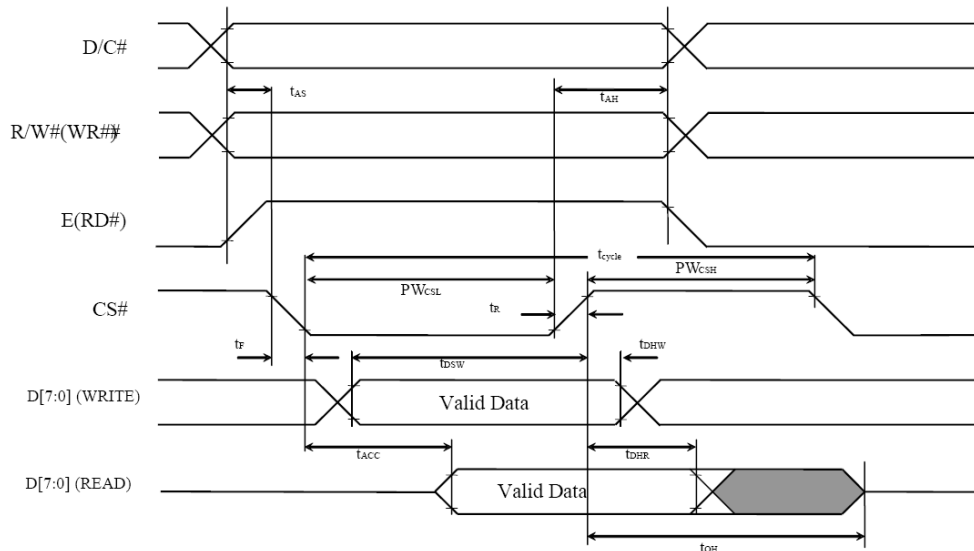 D/C#
tAS
tAH
R/W#(WR##
E(RD#)
tcycle
PWCSL
PWCSH
CS#
tR
tF
tDSW
tDHW
D[7:0] (WRITE)
Valid Data
tACC
tDHR
D[7:0] (READ)
Valid Data
tOH